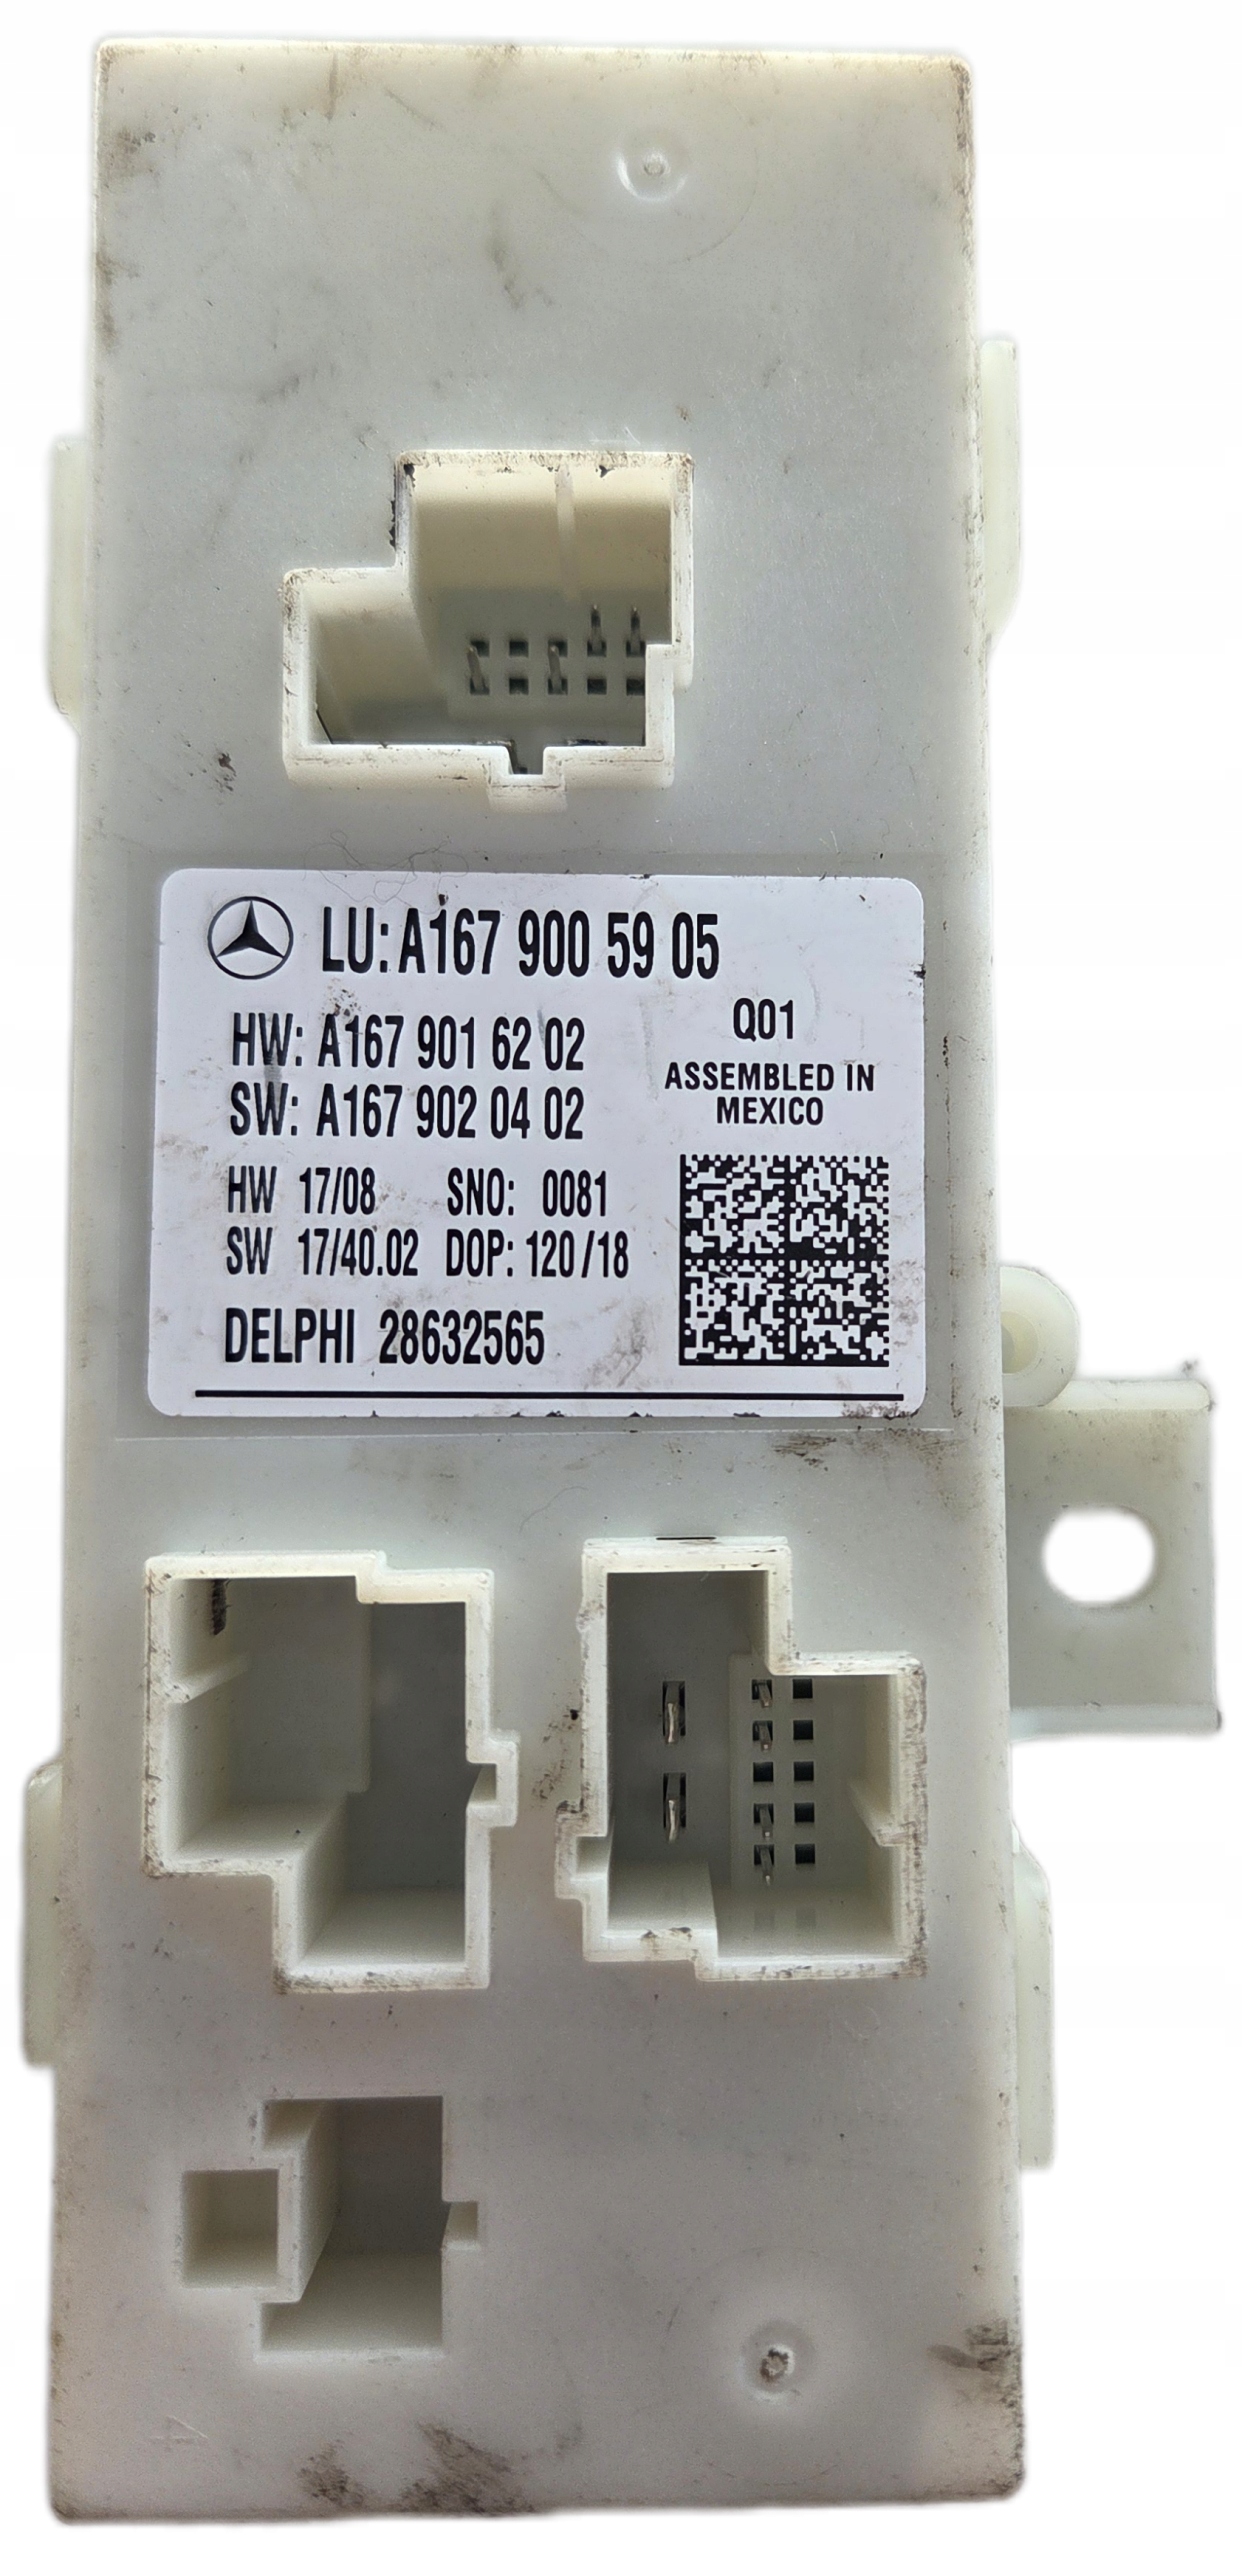 LU: A167 900 59 05
HW: A167 901 62 02
Q01
SW: A167 902 04 02
ASSEMBLED IN
MEXICO
HW 17/08 SNO: 0081
SW 17/40.02 DOP: 120/18
DELPHI 28632565